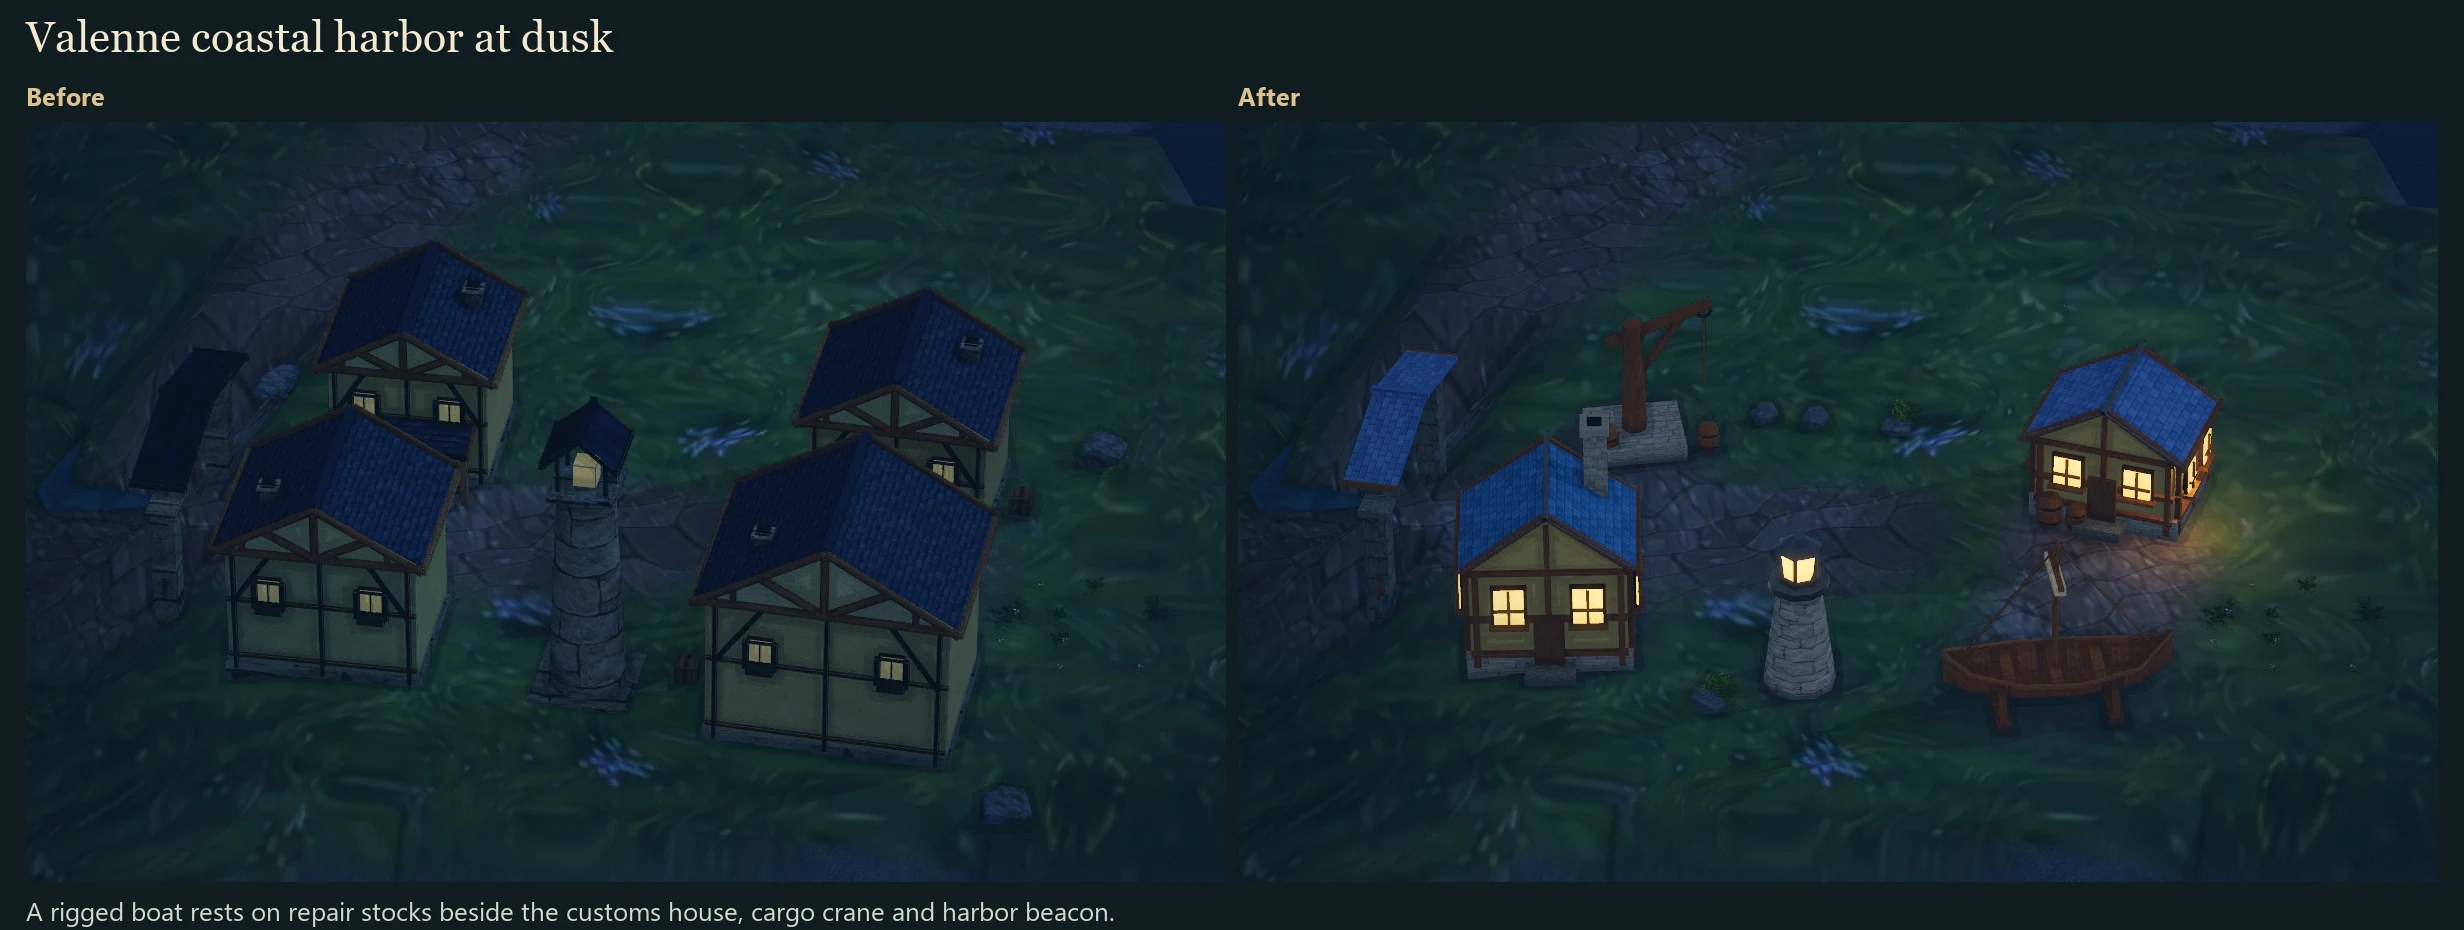 Valenne coastal harbor at dusk
Before
After
A rigged boat rests on repair stocks beside the customs house, cargo crane and harbor beacon.